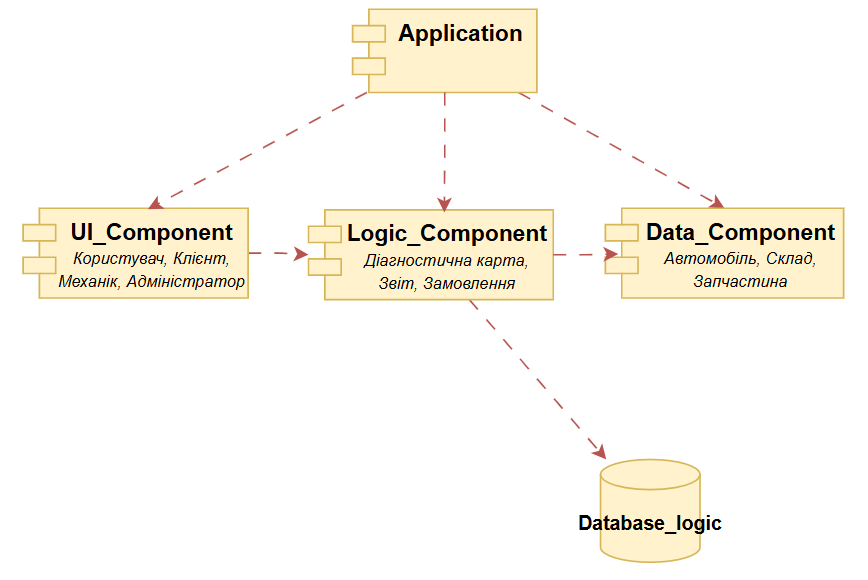 Application
UI_Component
Користувач, Клієнт,
Механік, Адміністратор
Logic_Component
Діагностична карта,
Звіт, Замовлення
Data_Component
Автомобіль, Склад,
Запчастина
Database_logic